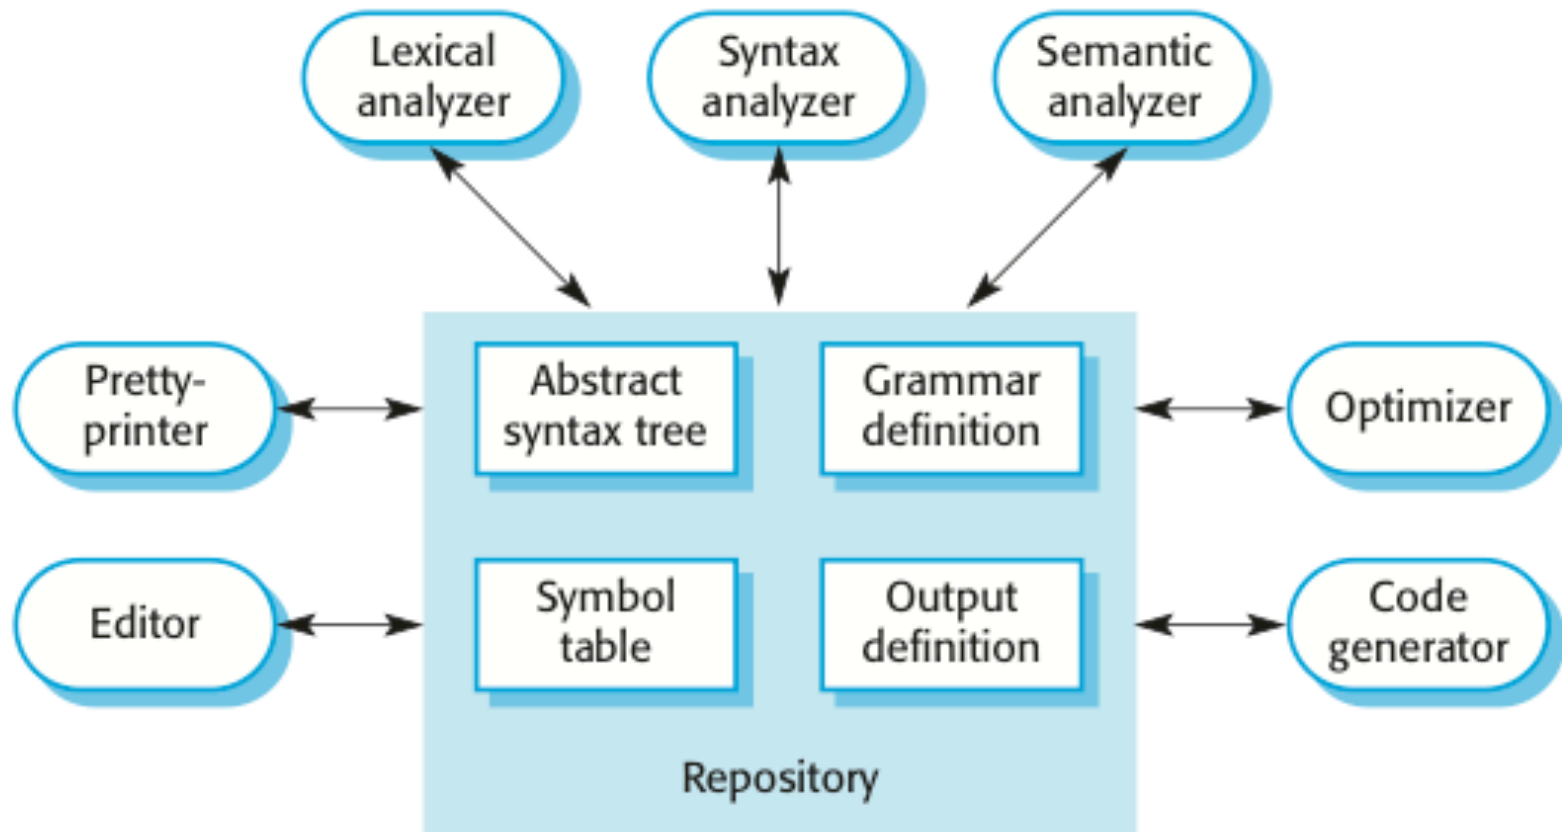 Lexical
analyzer
Syntax
analyzer
Semantic
analyzer
Pretty-
printer
Abstract
syntax tree
Grammar
definition
Optimizer
Editor
Symbol
table
Output
definition
Code
generator
Repository